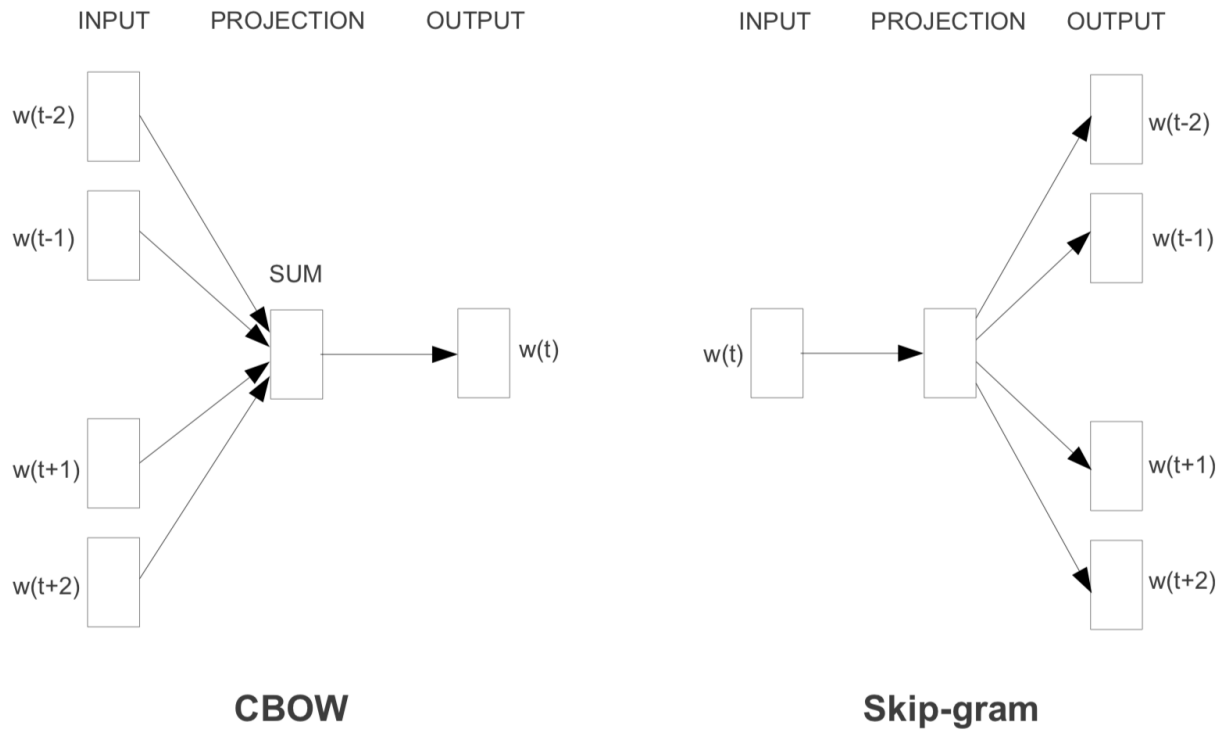 INPUT PROJECTION OUTPUT
w(t-2)
w(t-1)
SUM
w(t)
w(t+1)
w(t+2)
CBOW
INPUT PROJECTION OUTPUT
w(t-2)
w(t-1)
w(t)
w(t+1)
w(t+2)
Skip-gram